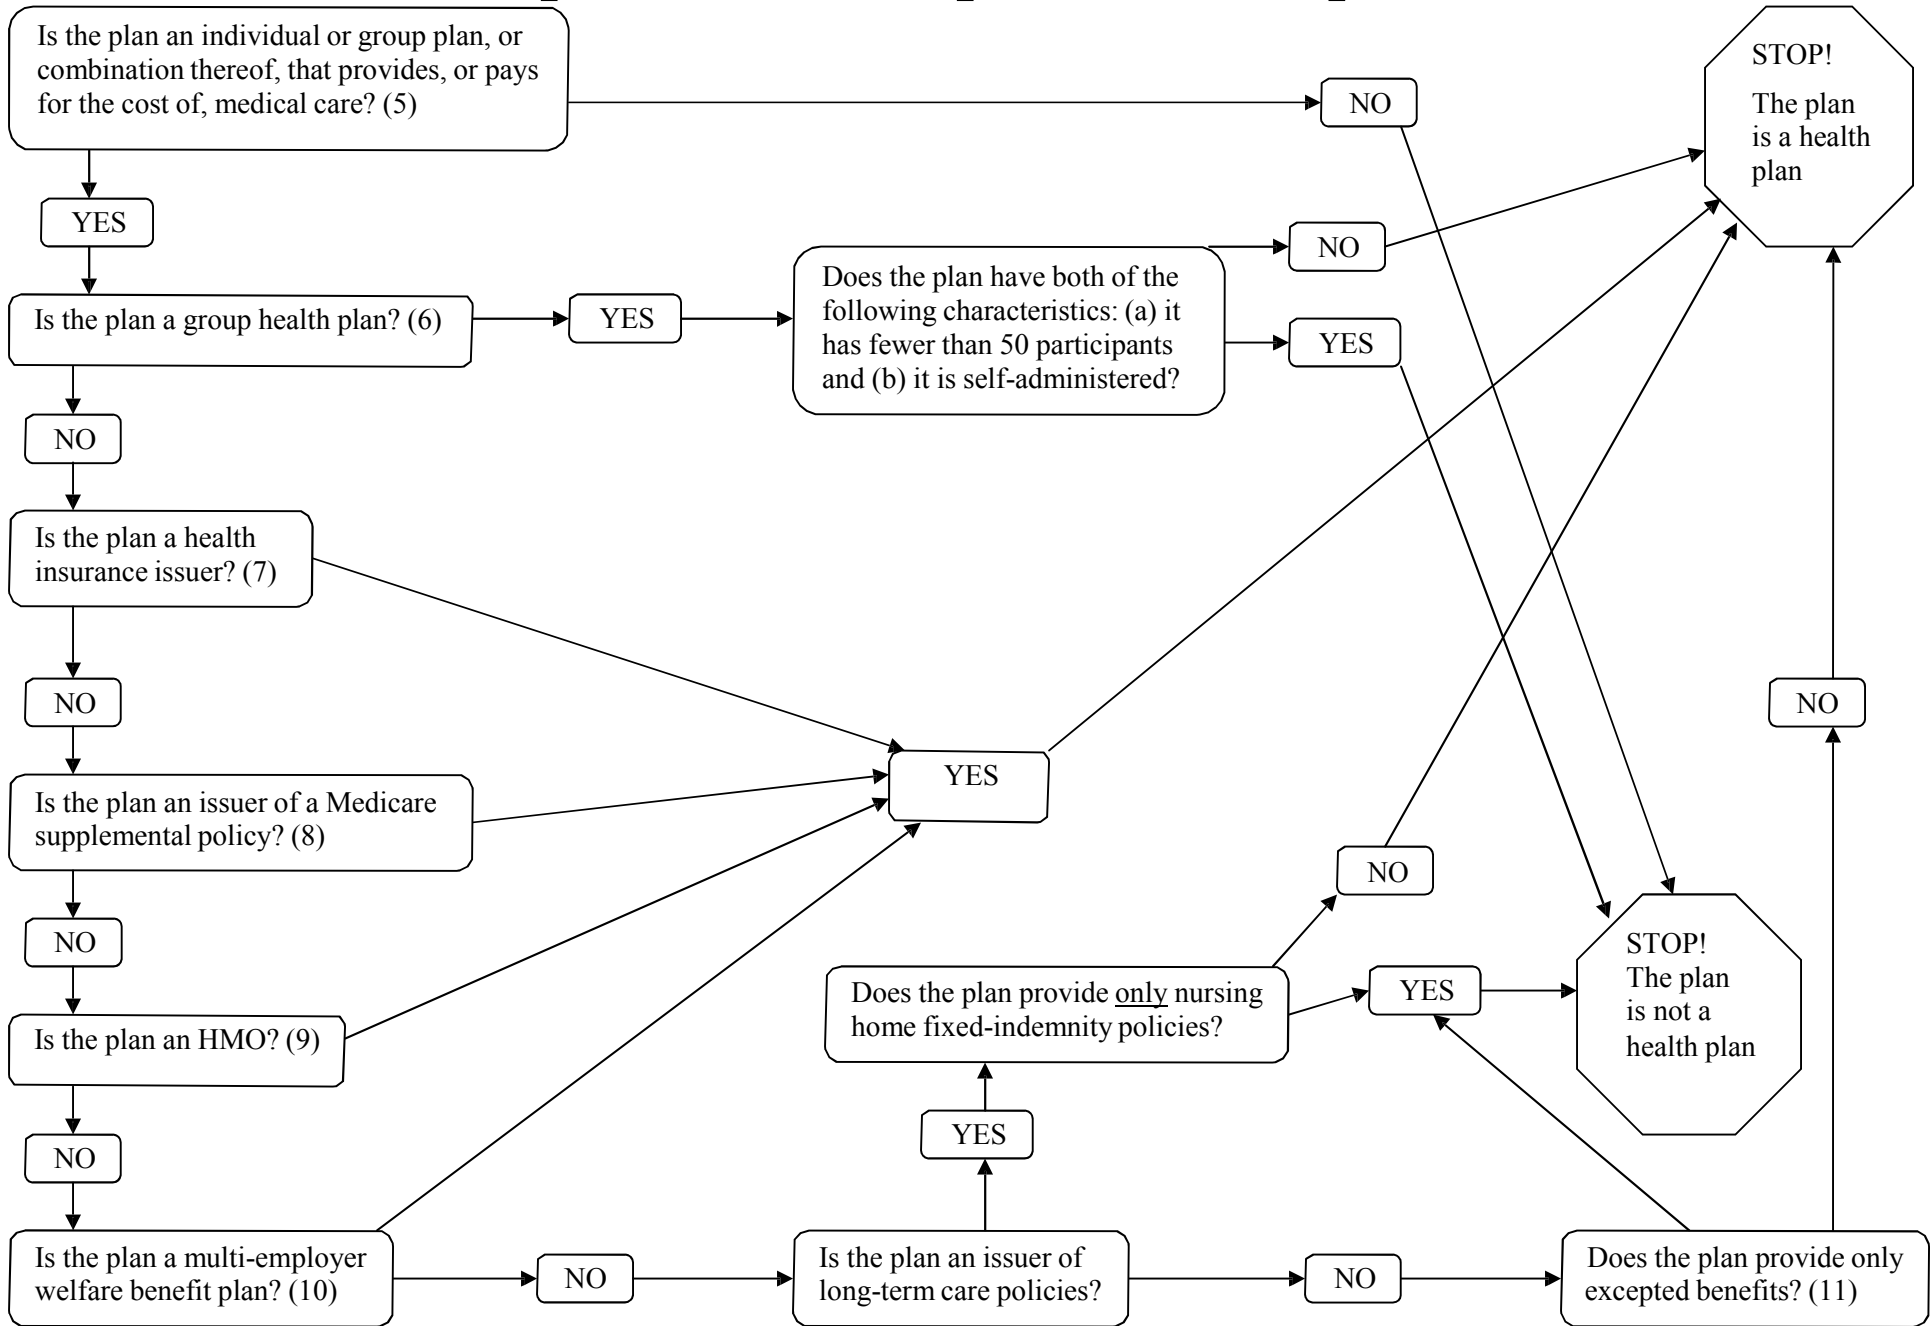 Is the plan an individual or group plan, or
combination thereof, that provides, or pays
for the cost of, medical care? (5)
NO
STOP!
The plan
is a health
plan
YES
Is the plan a group health plan? (6)
YES
Does the plan have both of the
following characteristics: (a) it
has fewer than 50 participants
and (b) it is self-administered?
NO
YES
NO
Is the plan a health
insurance issuer? (7)
NO
NO
YES
Is the plan an issuer of a Medicare
supplemental policy? (8)
NO
NO
STOP!
The plan
is not a
health plan
Does the plan provide only nursing
home fixed-indemnity policies?
YES
Is the plan an HMO? (9)
YES
NO
Is the plan a multi-employer
welfare benefit plan? (10)
NO
Is the plan an issuer of
long-term care policies?
NO
Does the plan provide only
excepted benefits? (11)